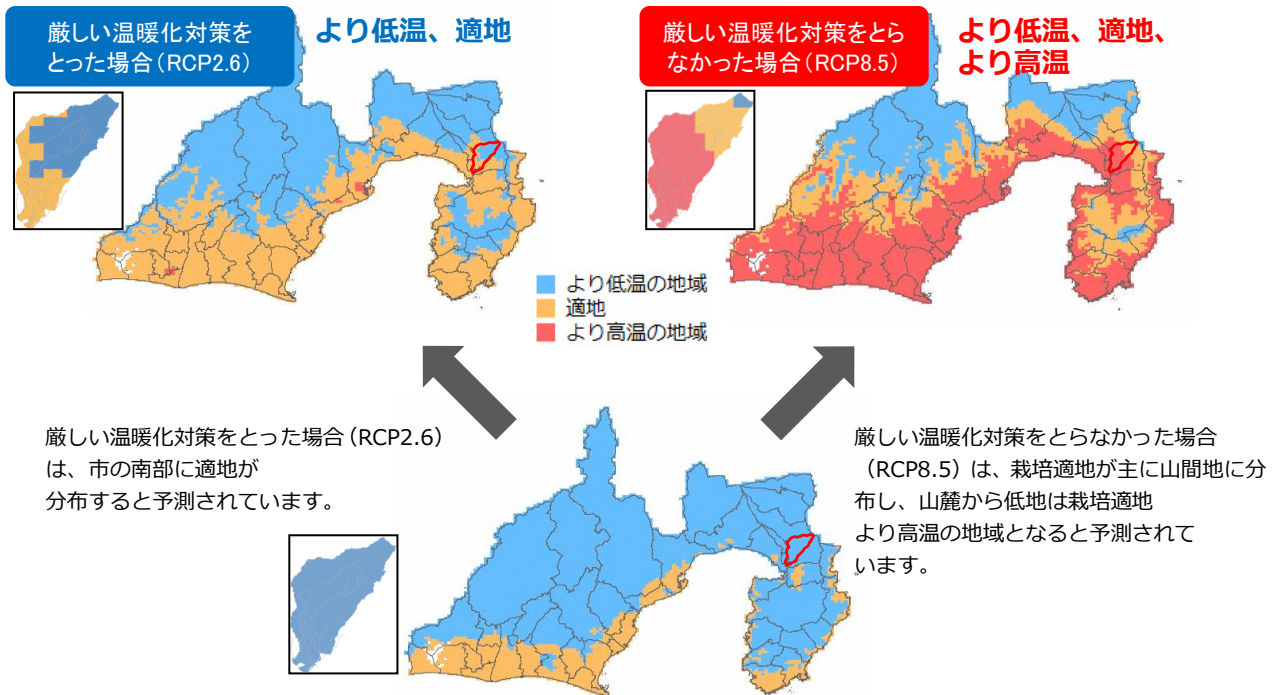 厳しい温暖化対策を
とった場合(RCP2.6)
より低温、適地
厳しい温暖化対策をとら
なかった場合(RCP8.5)
より低温、適地、
より高温
より低温の地域
適地
より高温の地域
厳しい温暖化対策をとった場合(RCP2.6)
は、市の南部に適地が
分布すると予測されています。
厳しい温暖化対策をとらなかった場合
(RCP8.5)は、栽培適地が主に山間地に分
布し、山麓から低地は栽培適地
より高温の地域となると予測されて
います。